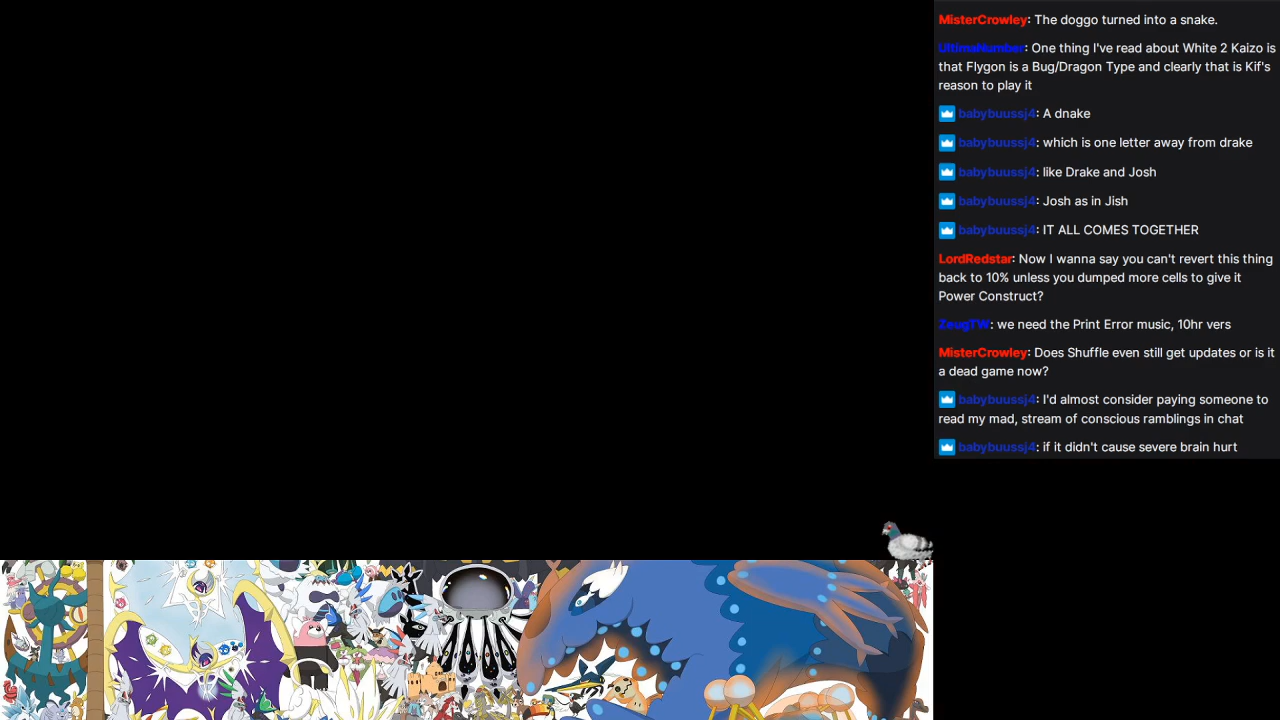 MisterCrowley: The doggo turned into a snake.
UltimaNumber: One thing I've read about White 2 Kaizo is
that Flygon is a Bug/Dragon Type and clearly that is Kif's
reason to play it
babybuussj4: A dnake
babybuussj4: which is one letter away from drake
babybuussj4: like Drake and Josh
babybuussj4: Josh as in Jish
babybuussj4: IT ALL COMES TOGETHER
LordRedstar: Now I wanna say you can't revert this thing
back to 10% unless you dumped more cells to give it
Power Construct?
ZeugTW: we need the Print Error music, 10hr vers
MisterCrowley: Does Shuffle even still get updates or is it
a dead game now?
babybuussj4: I'd almost consider paying someone to
read my mad, stream of conscious ramblings in chat
babybuussj4: if it didn't cause severe brain hurt